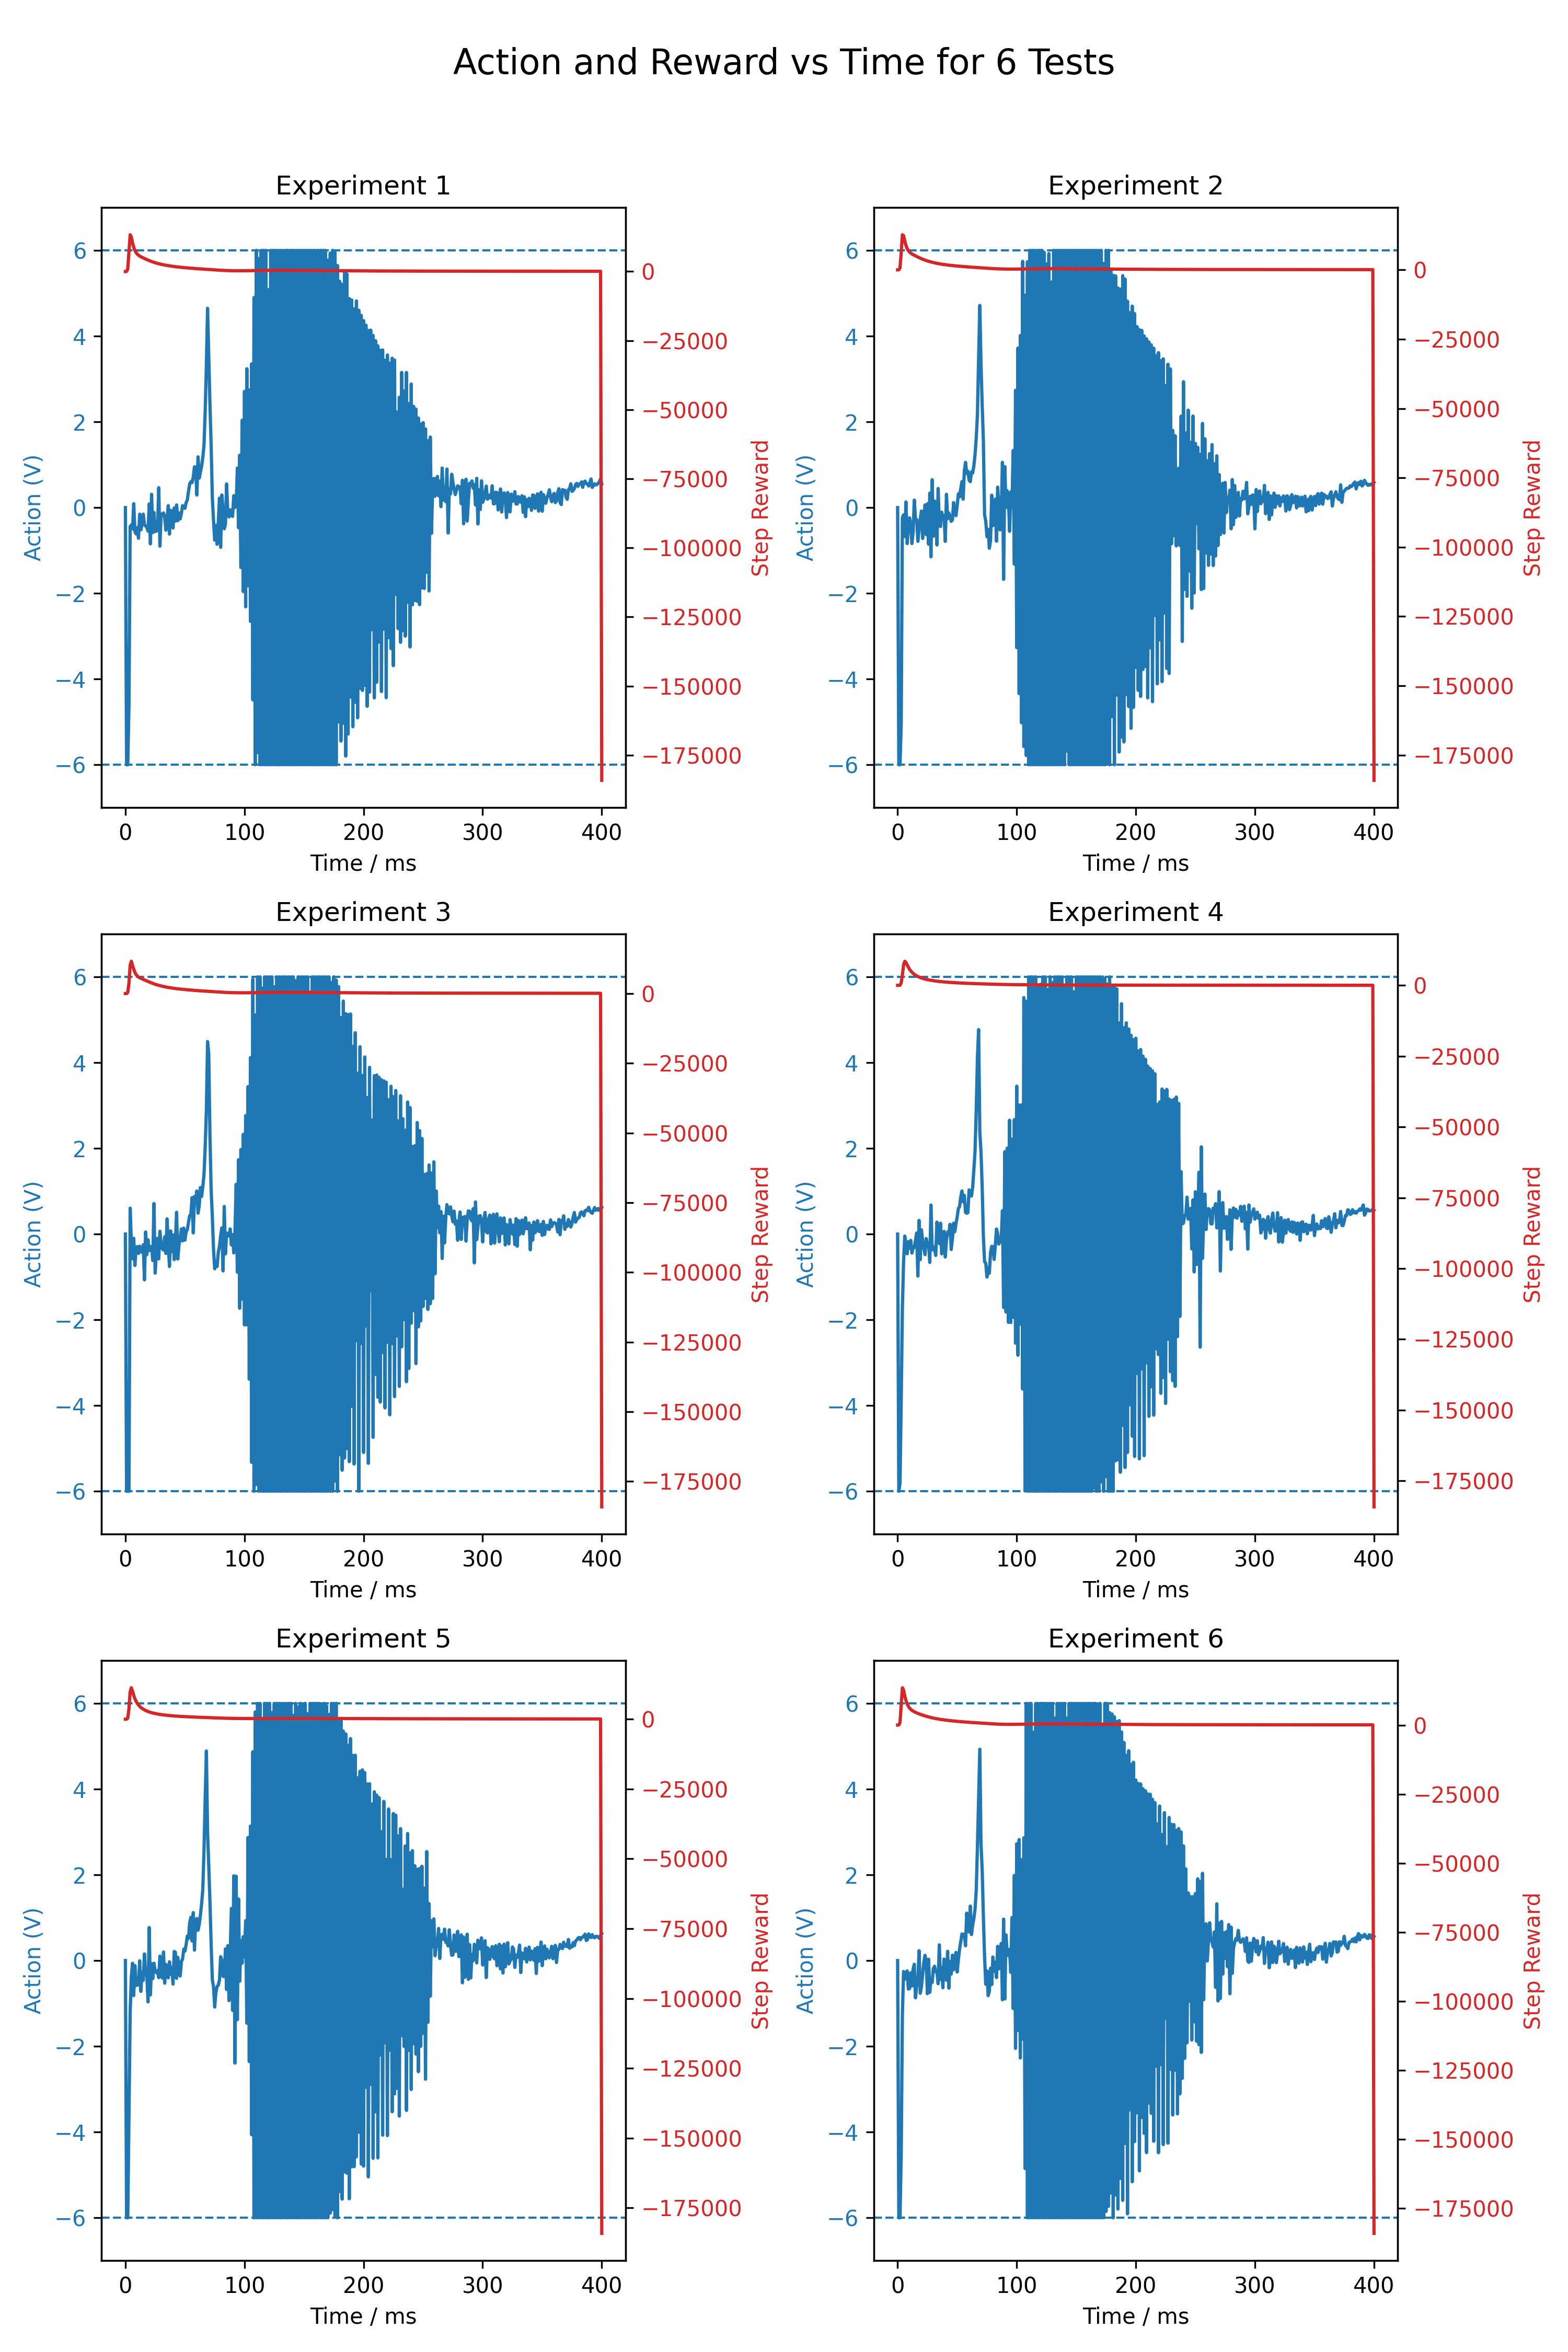 Action and Reward vs Time for 6 Tests
Experiment 1
6
4
2
0
−2
−4
−6
Action (V)
0
−25000
−50000
−75000
−100000
−125000
−150000
−175000
Step Reward
0 100 200 300 400
Time / ms
Experiment 2
6
4
2
0
−2
−4
−6
Action (V)
0
−25000
−50000
−75000
−100000
−125000
−150000
−175000
Step Reward
0 100 200 300 400
Time / ms
Experiment 3
6
4
2
0
−2
−4
−6
Action (V)
0
−25000
−50000
−75000
−100000
−125000
−150000
−175000
Step Reward
0 100 200 300 400
Time / ms
Experiment 4
6
4
2
0
−2
−4
−6
Action (V)
0
−25000
−50000
−75000
−100000
−125000
−150000
−175000
Step Reward
0 100 200 300 400
Time / ms
Experiment 5
6
4
2
0
−2
−4
−6
Action (V)
0
−25000
−50000
−75000
−100000
−125000
−150000
−175000
Step Reward
0 100 200 300 400
Time / ms
Experiment 6
6
4
2
0
−2
−4
−6
Action (V)
0
−25000
−50000
−75000
−100000
−125000
−150000
−175000
Step Reward
0 100 200 300 400
Time / ms